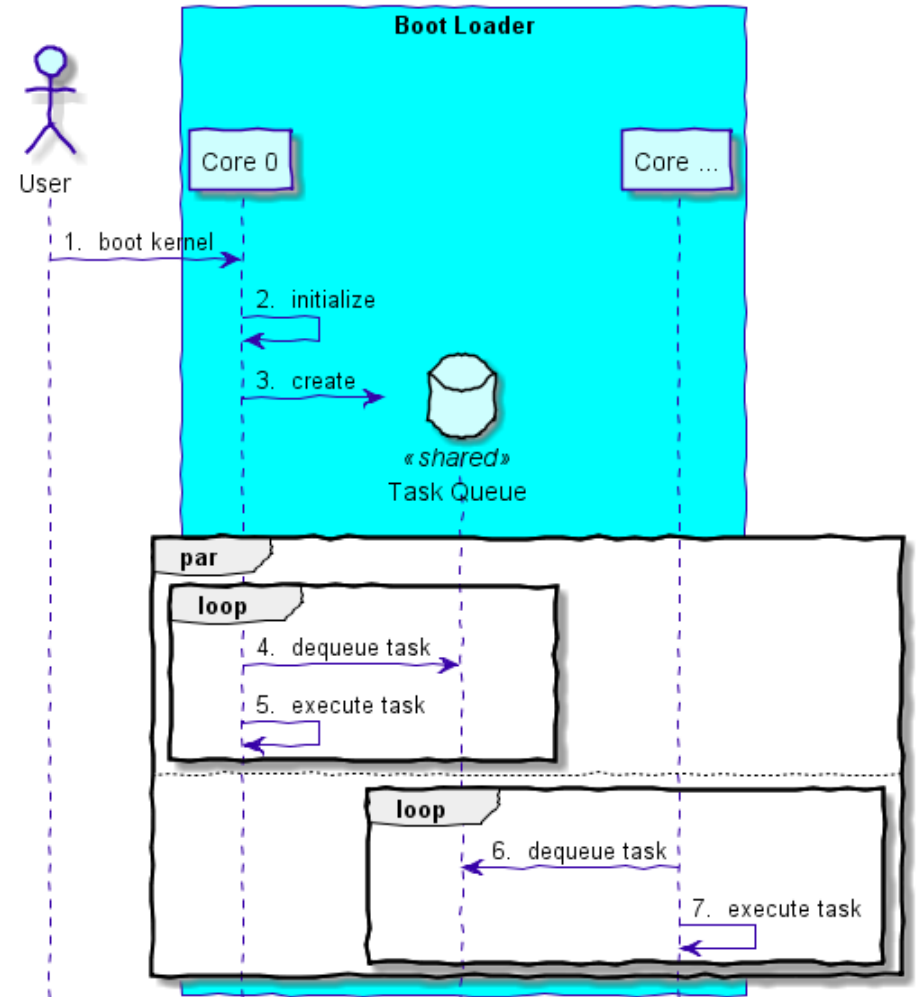 Boot Loader
User
Core 0
Core ...
1. boot kernel
2. initialize
3. create
«shared»
Task Queue
par
loop
4. dequeue task
5. execute task
loop
6. dequeue task
7. execute task